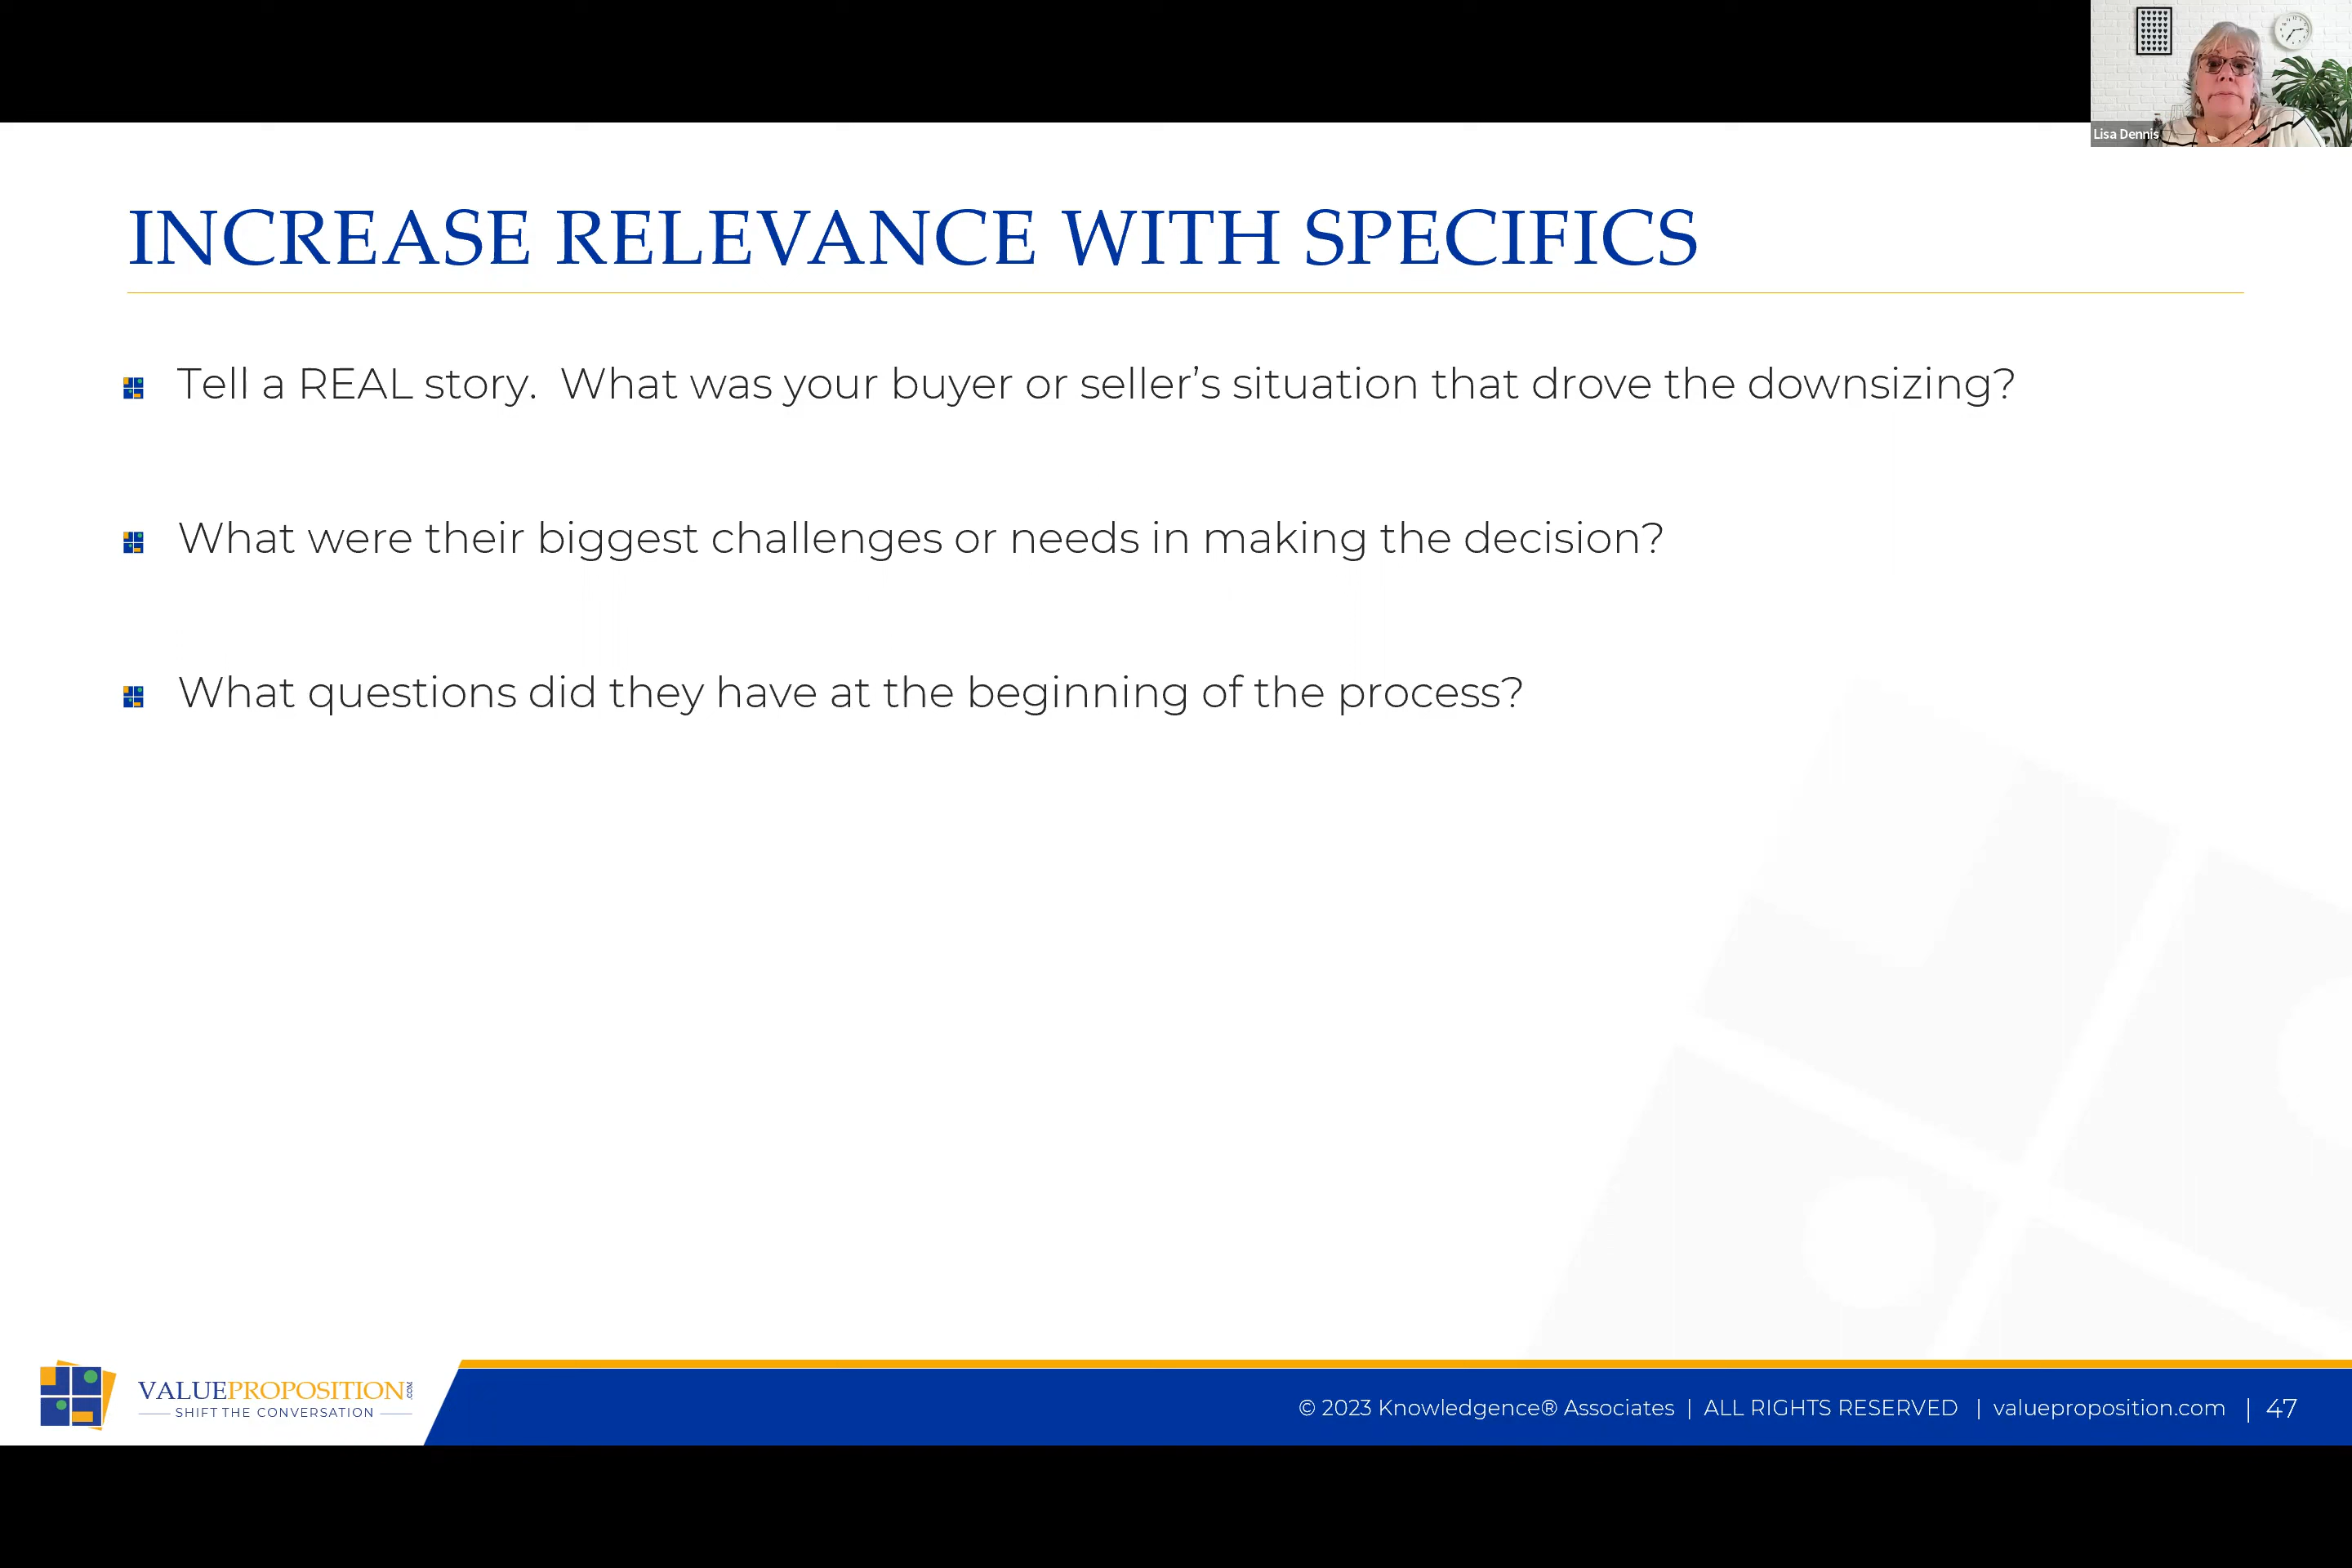 Lisa Dennis
INCREASE RELEVANCE WITH SPECIFICS
Tell a REAL story.  What was your buyer or seller’s situation that drove the downsizing?
What were their biggest challenges or needs in making the decision?
What questions did they have at the beginning of the process?
VALUEPROPOSITION.COM
SHIFT THE CONVERSATION
© 2023 Knowledgence® Associates | ALL RIGHTS RESERVED | valueproposition.com | 47